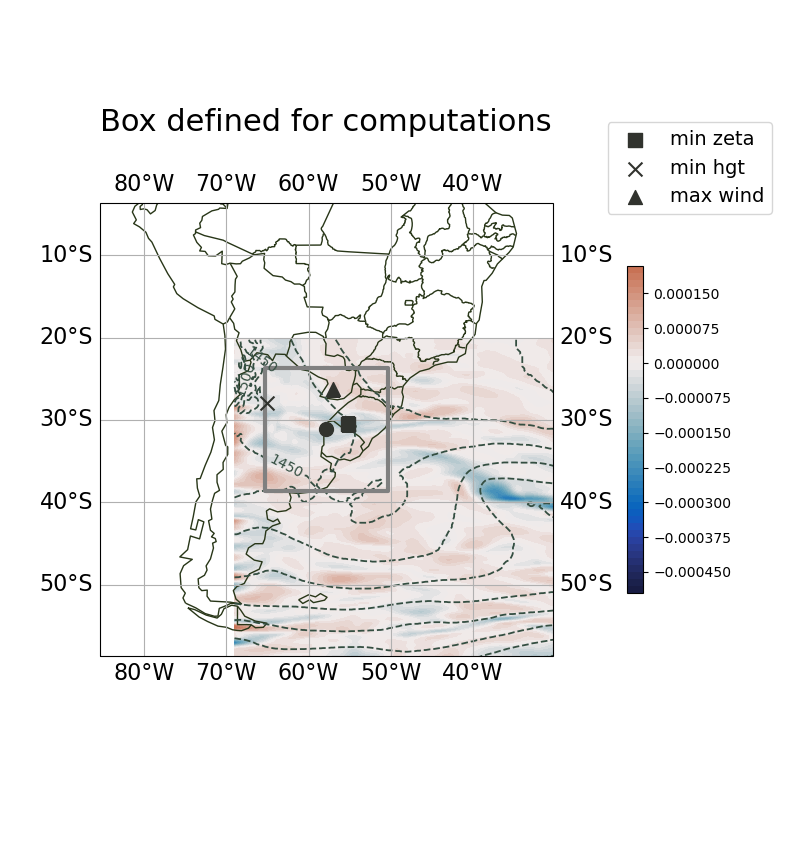 Box defined for computations
min zeta
min hgt
max wind
80°W 70°W 60°W 50°W 40°W
10°S 10°S
20°S
30°S 30°S
40°S 40°S
50°S 50°S
80°W 70°W 60°W 50°W 40°W
1450
0.000150
0.000075
0.000000
−0.000075
−0.000150
−0.000225
−0.000300
−0.000375
−0.000450